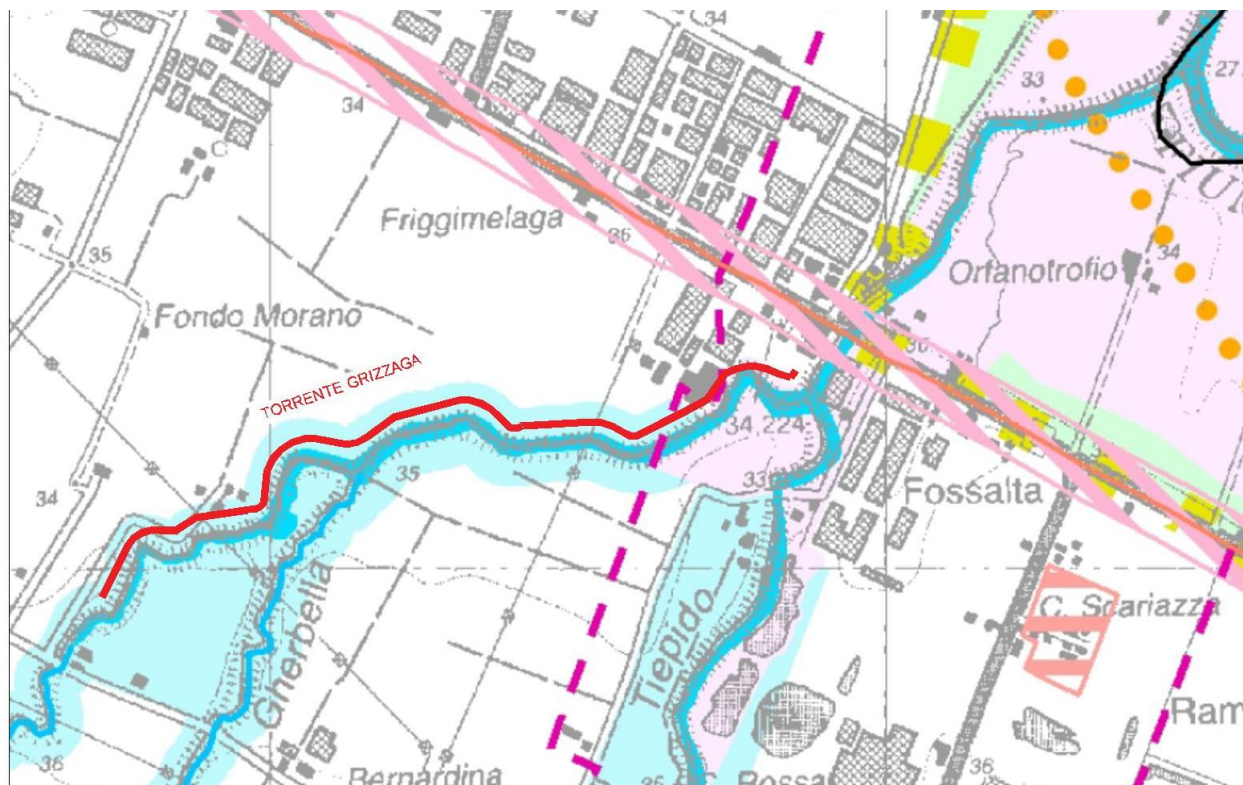 34
33
27.
34
Friggimelaga
36
35
Orfanotrofio
34
Fondo Morano
TORRENTE GRIZZAGA
34.224
35
34
33
Fossalta
Gherbella
Tiepido
C. Scariazza
Ram
36
Bernardina
36